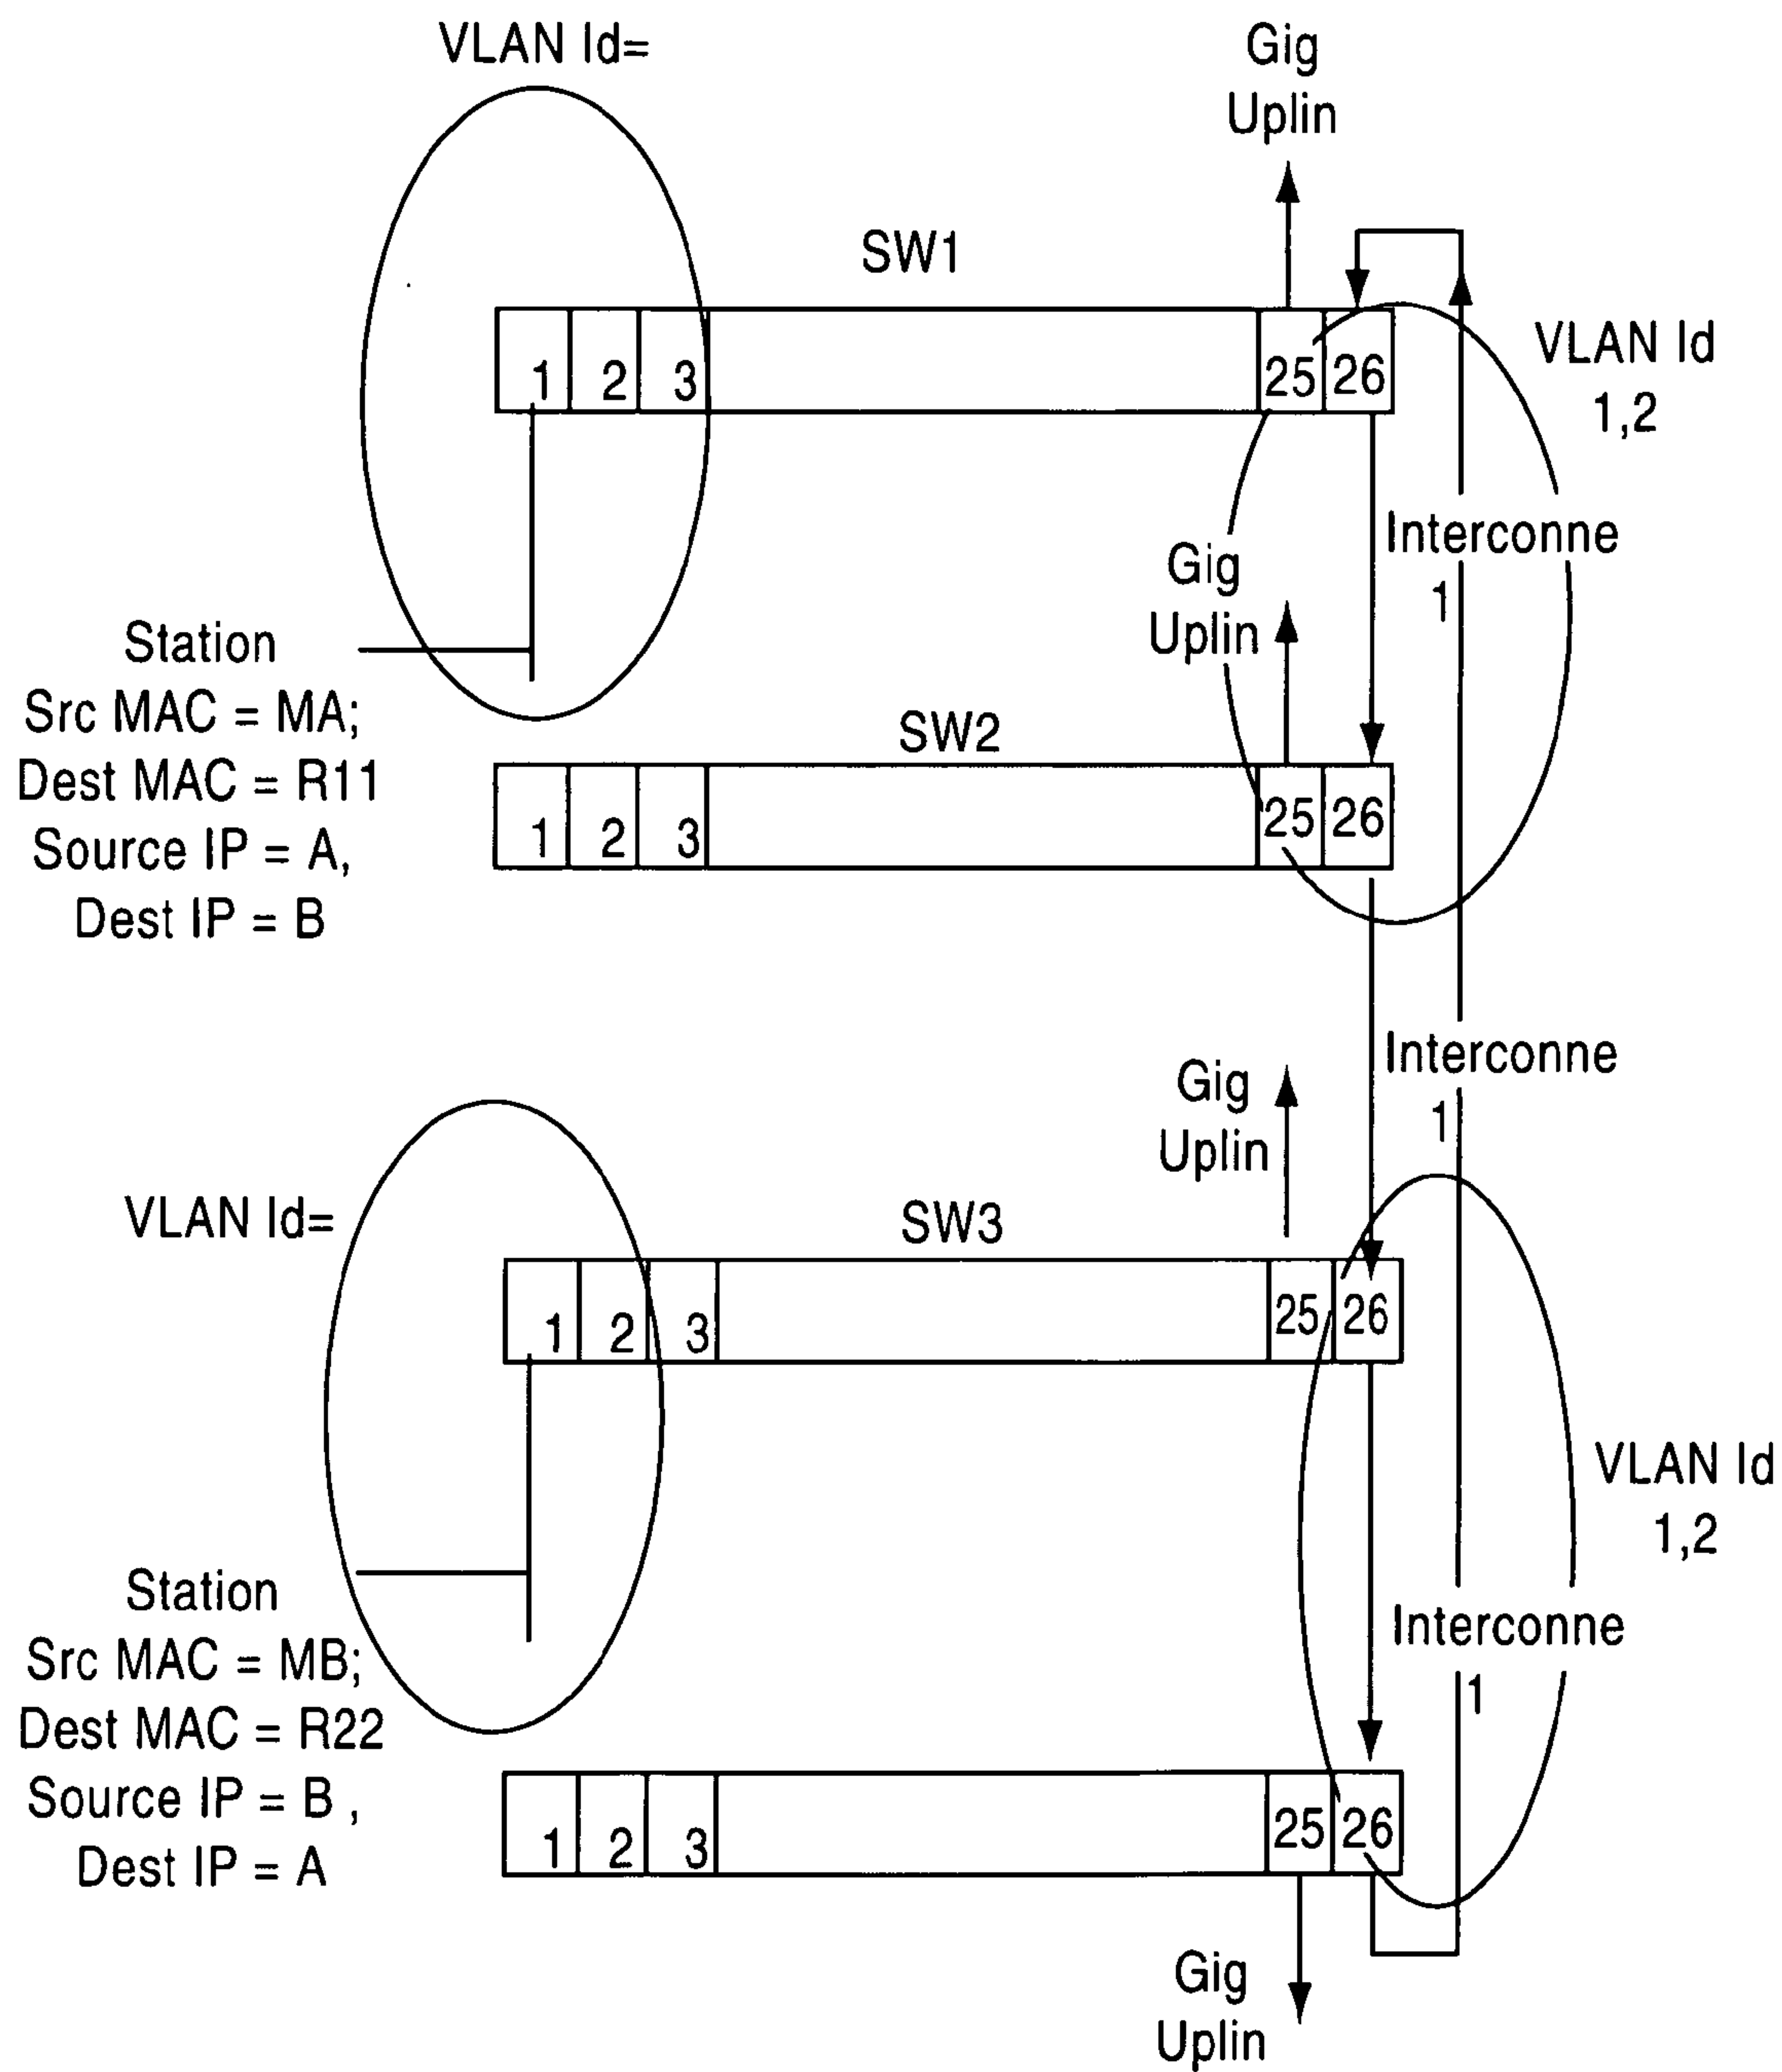 VLAN Id=
Gig
Uplin
SW1
1 2 3 25 26
VLAN Id
1,2
Interconne
1
Gig
Uplin
Station
Src MAC = MA;
Dest MAC = R11
Source IP = A,
Dest IP = B
SW2
1 2 3 25 26
Interconne
1
Gig
Uplin
VLAN Id=
SW3
1 2 3 25 26
VLAN Id
1,2
Interconne
1
Station
Src MAC = MB;
Dest MAC = R22
Source IP = B ,
Dest IP = A
1 2 3 25 26
Gig
Uplin